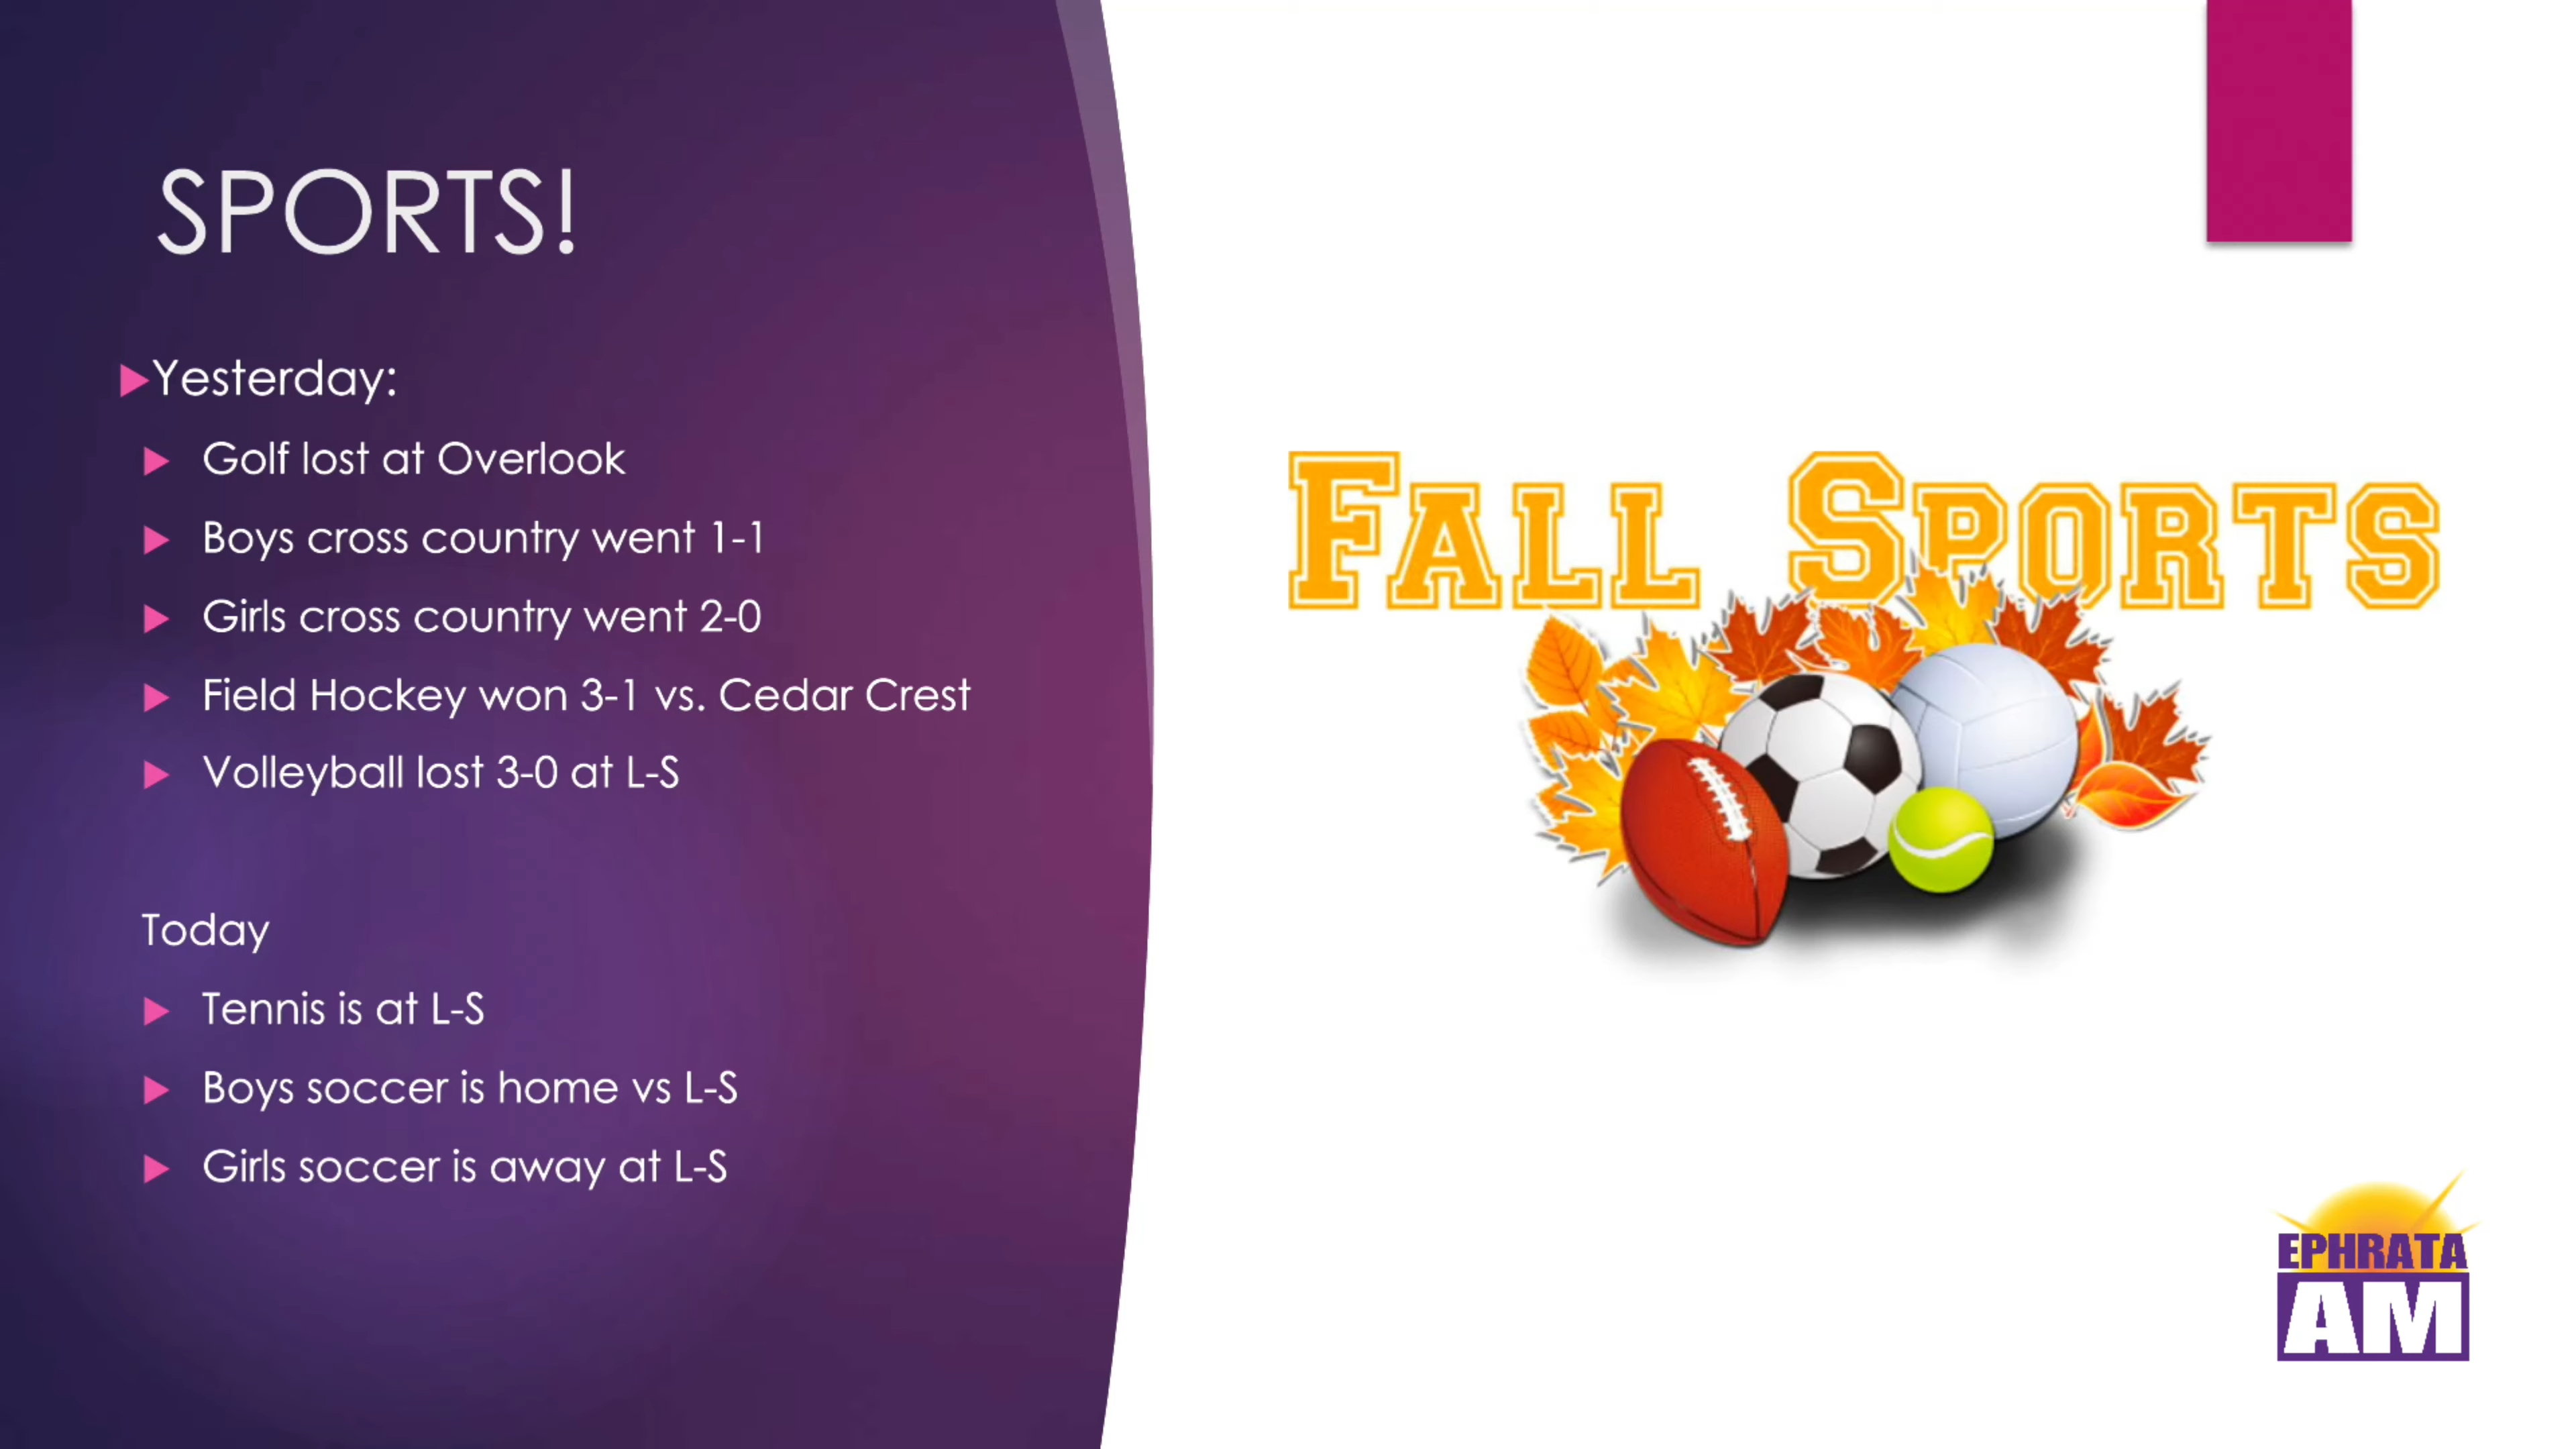 SPORTS!
Yesterday:
Golf lost at Overlook
Boys cross country went 1-1
Girls cross country went 2-0
Field Hockey won 3-1 vs. Cedar Crest
Volleyball lost 3-0 at L-S
Today
Tennis is at L-S
Boys soccer is home vs L-S
Girls soccer is away at L-S
FALL SPORTS
EPHRATA
AM